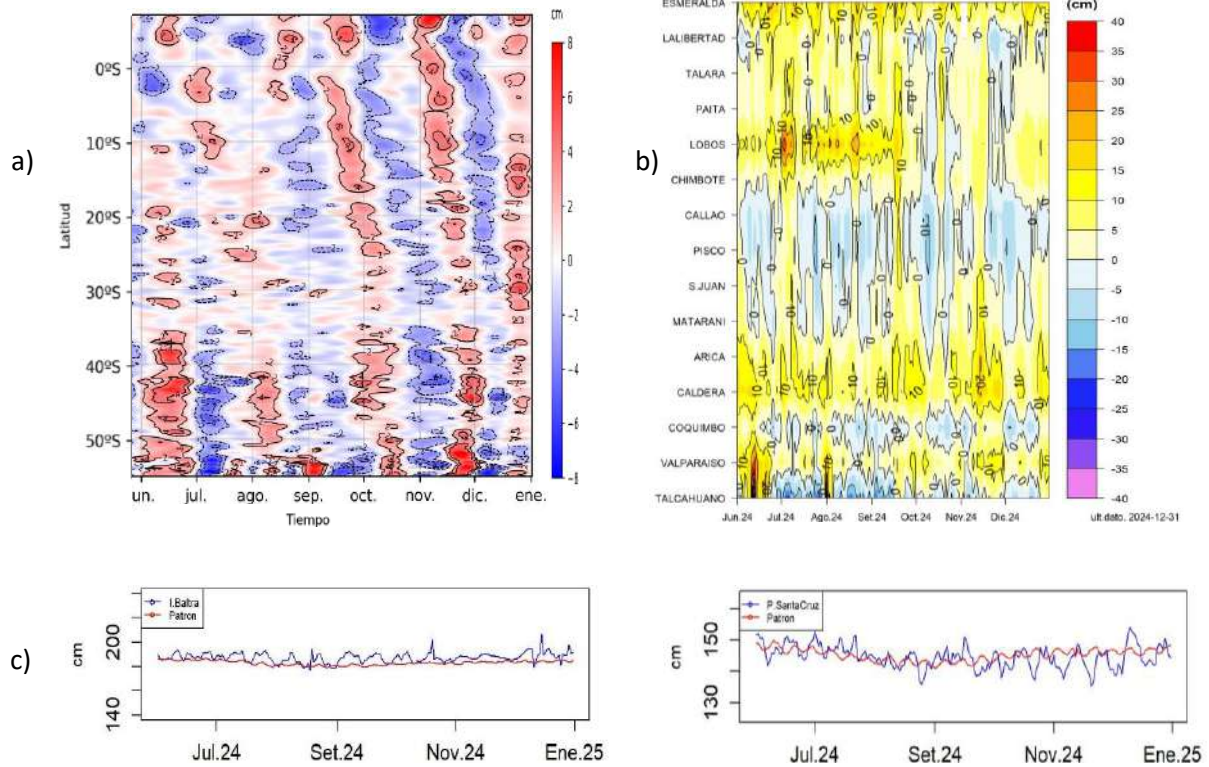 a)
cm
8
6
4
2
0
-2
-4
-6
-8
0ºS
10ºS
20ºS
30ºS
40ºS
50ºS
Latitud
un. jul. ago. sep. oct. nov. dic. ene.
Tiempo
b)
ESMERALDA
LALIBERTAD
TALARA
PAITA
LOBOS
CHIMBOTE
CALLAO
PISCO
S.JUAN
MATARANI
ARICA
CALDERA
COQUIMBO
VALPARAISO
TALCAHUANO
Jun.24 Jul.24 Ago.24 Set.24 Oct.24 Nov.24 Dic.24
ult.dato. 2024-12-31
(cm)
40
35
30
25
20
15
10
5
0
-5
-10
-15
-20
-25
-30
-35
-40
c)
I.Baltra
Patron
cm
200
140
Jul.24 Set.24 Nov.24 Ene.25
P.SantaCruz
Patron
cm
150
130
Jul.24 Set.24 Nov.24 Ene.25